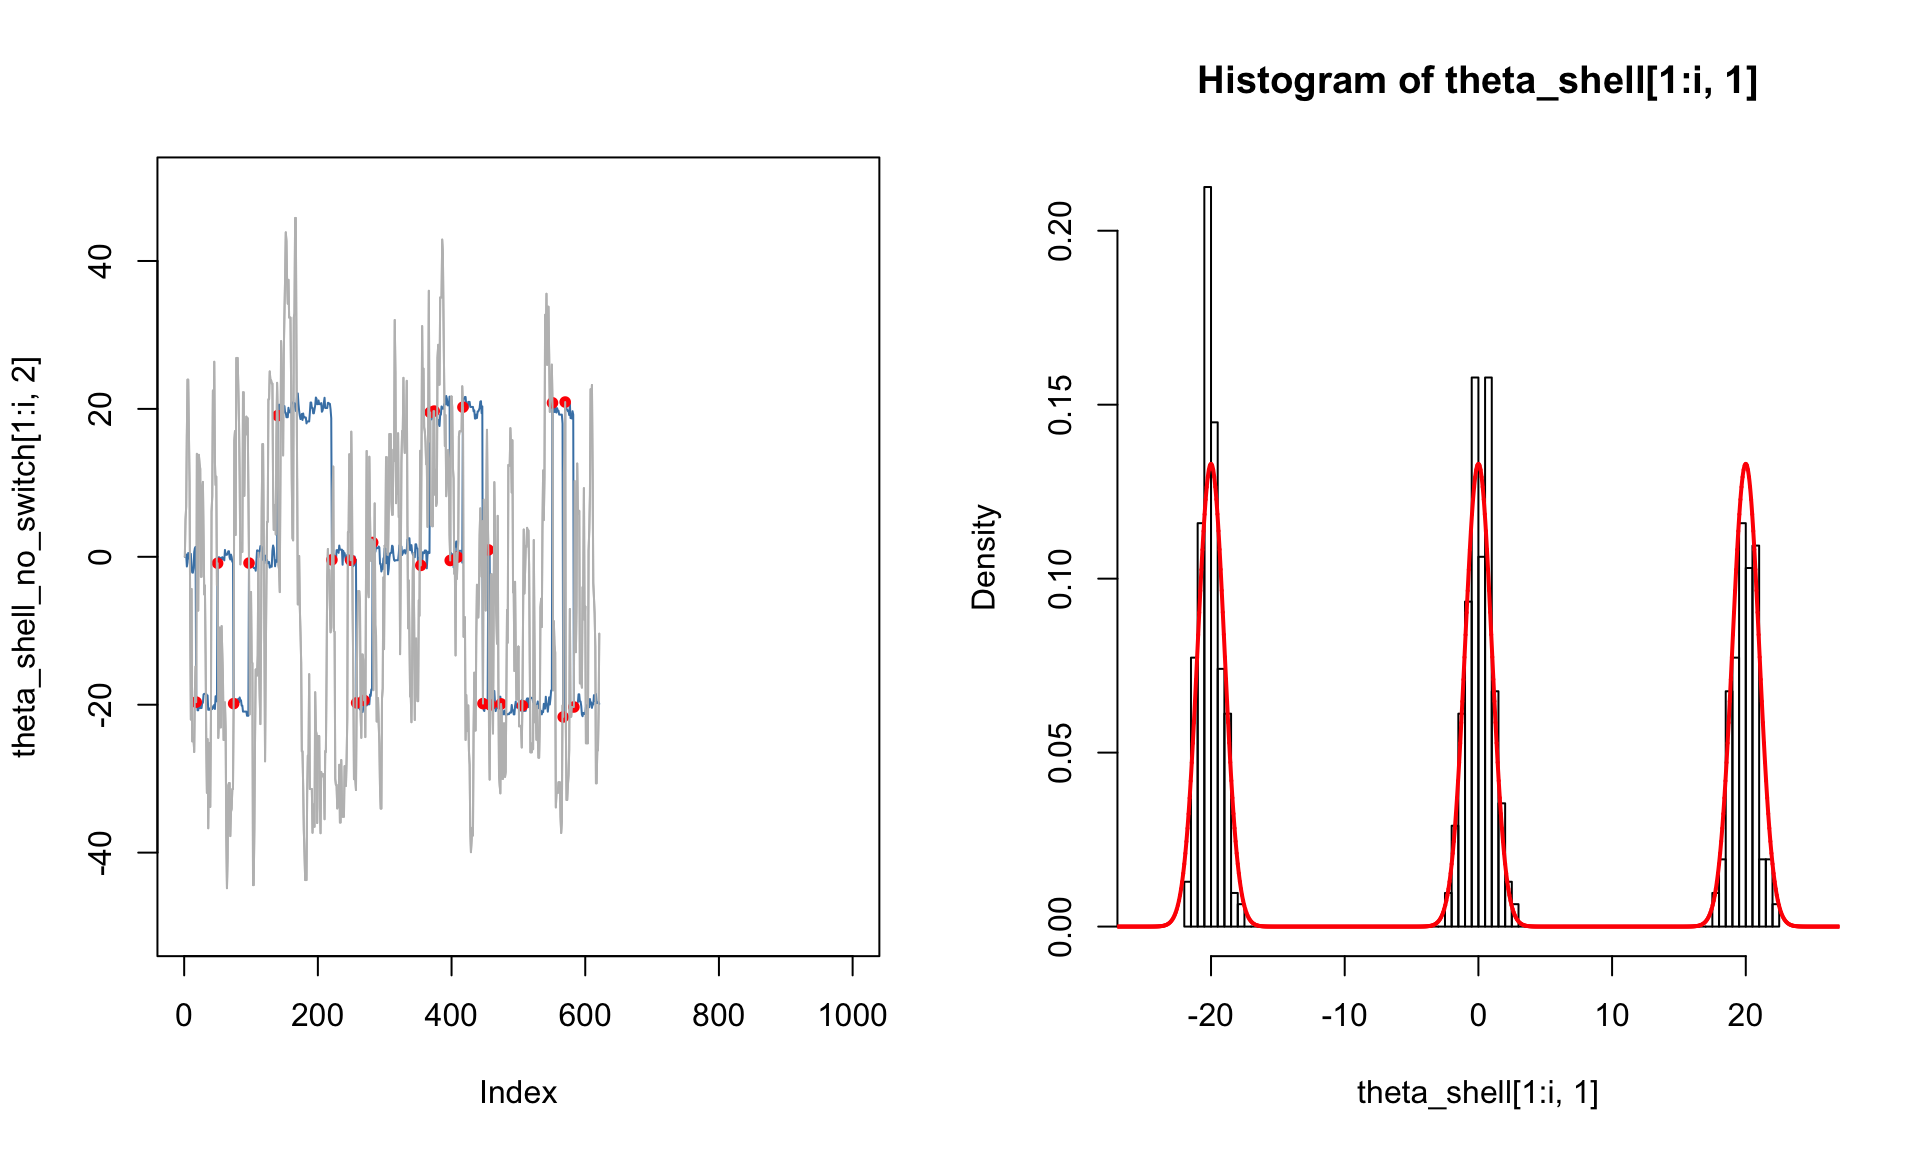 theta_shell_no_switch[1:i, 2]
40
20
0
-20
-40
0 200 400 600 800 1000
Index
Histogram of theta_shell[1:i, 1]
Density
0.20
0.15
0.10
0.05
0.00
-20 -10 0 10 20
theta_shell[1:i, 1]